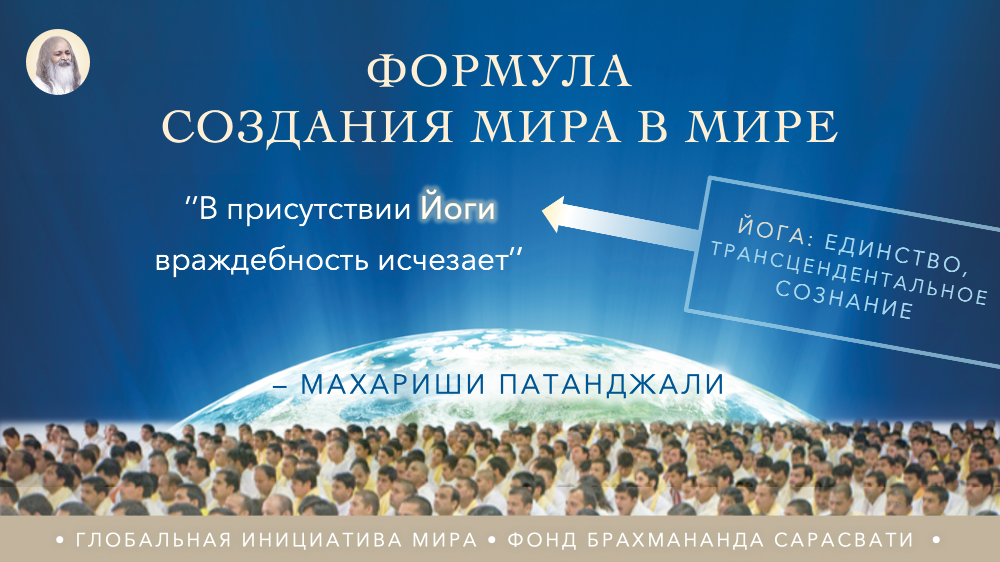 ФОРМУЛА
СОЗДАНИЯ МИРА В МИРЕ
"В присутствии Йоги
враждебность исчезает"
ЙОГА: ЕДИНСТВО,
ТРАНСЦЕНДЕНТАЛЬНОЕ
СОЗНАНИЕ
– МАХАРИШИ ПАТАНДЖАЛИ
• ГЛОБАЛЬНАЯ ИНИЦИАТИВА МИРА • ФОНД БРАХМАНАНДА САРАСВАТИ •